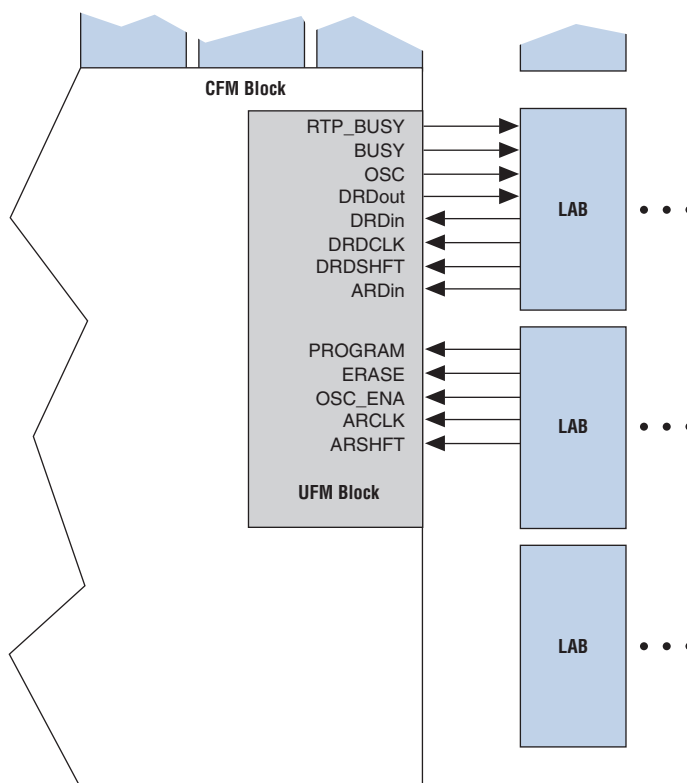 CFM Block
RTP_BUSY
BUSY
OSC
DRDout
DRDin
DRDCLK
DRDSHFT
ARDin
LAB
PROGRAM
ERASE
OSC_ENA
ARCLK
ARSHFT
LAB
UFM Block
LAB